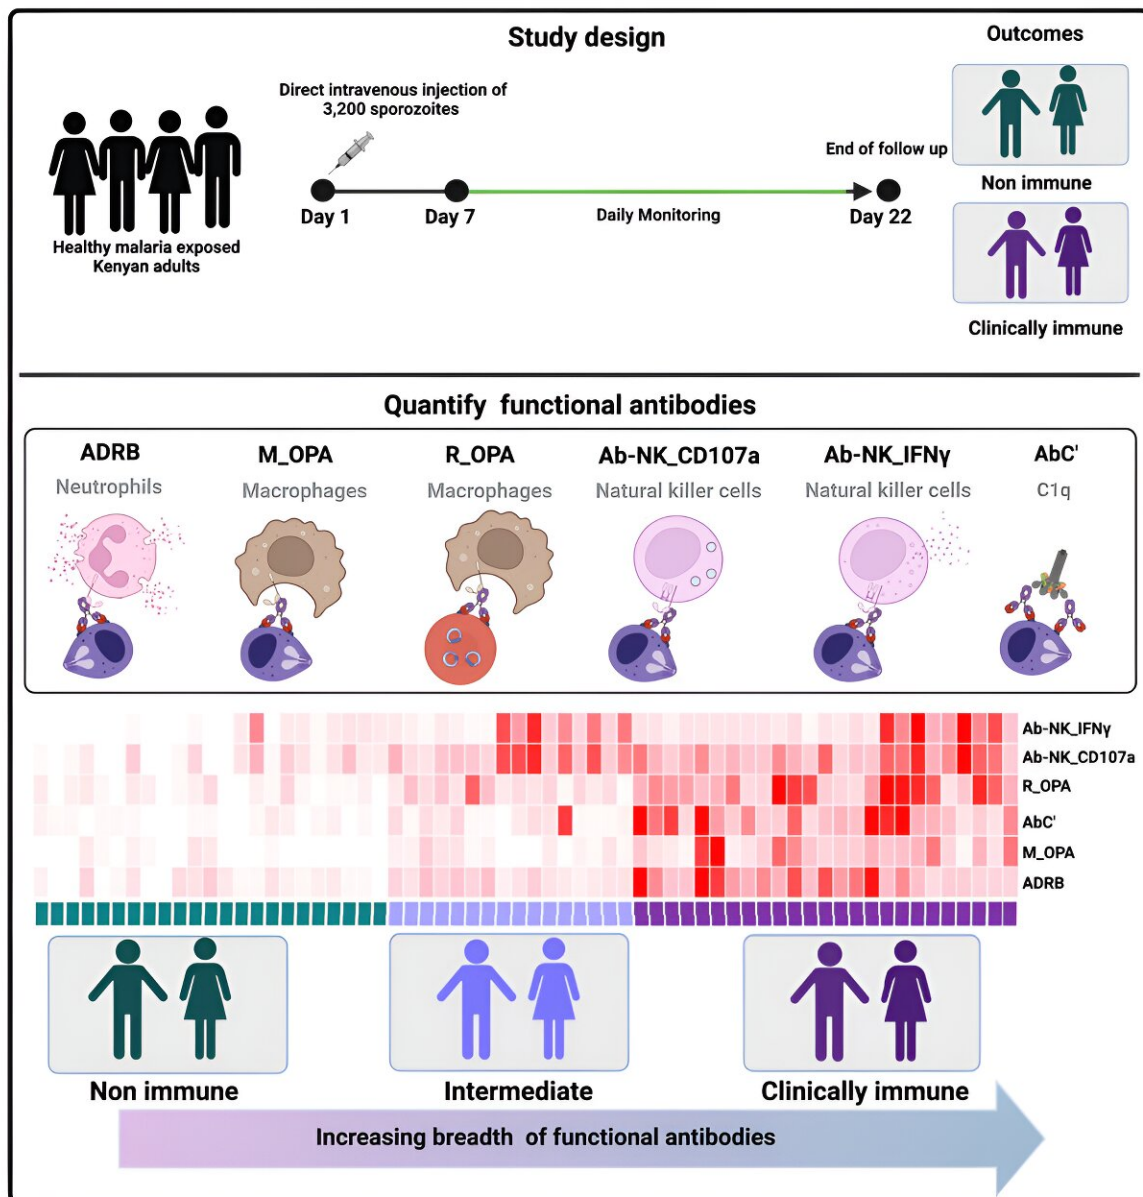 Study design
Outcomes
Direct intravenous injection of
3,200 sporozoites
Healthy malaria exposed
Kenyan adults
Day 1
Day 7
Daily Monitoring
End of follow up
Day 22
Non immune
Clinically immune
Quantify functional antibodies
ADRB
Neutrophils
M_OPA
Macrophages
R_OPA
Macrophages
Ab-NK_CD107a
Natural killer cells
Ab-NK_IFNγ
Natural killer cells
AbC'
C1q
Ab-NK_IFNγ
Ab-NK_CD107a
R_OPA
AbC'
M_OPA
ADRB
Non immune
Intermediate
Clinically immune
Increasing breadth of functional antibodies